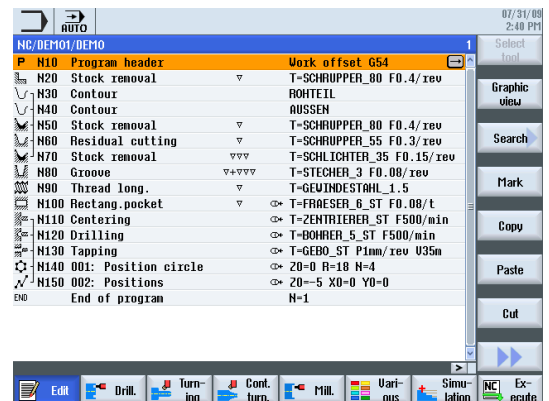 AUTO
07/31/09
2:40 PM
NC/DEMO1/DEMO 1
Select tool
P N10 Program header Work offset G54
N20 Stock removal ▽ T=SCHRUPPER_80 F0.4/rev
N30 Contour ROHTEIL
N40 Contour AUSSEN
N50 Stock removal ▽ T=SCHRUPPER_80 F0.4/rev
N60 Residual cutting ▽ T=SCHRUPPER_55 F0.3/rev
N70 Stock removal ▽▽▽ T=SCHLICHTER_35 F0.15/rev
N80 Groove ▽+▽▽▽ T=STECHER_3 F0.08/rev
N90 Thread long. ▽ T=GEWINDESTAHL_1.5
N100 Rectang.pocket ▽ T=FRAESER_6_ST F0.08/t
N110 Centering T=ZENTRIERER_ST F500/min
N120 Drilling T=BOHRER_5_ST F500/min
N130 Tapping T=GEBO_ST P1mm/rev V35m
N140 001: Position circle Z0=0 R=18 N=4
N150 002: Positions Z0=-5 X0=0 Y0=0
END End of program N=1
Graphic view
Search
Mark
Copy
Paste
Cut
Edit
Drill.
Turn-
ing
Cont.
turn.
Mill.
Vari-
ous
Simu-
lation
NC Ex-
ecute